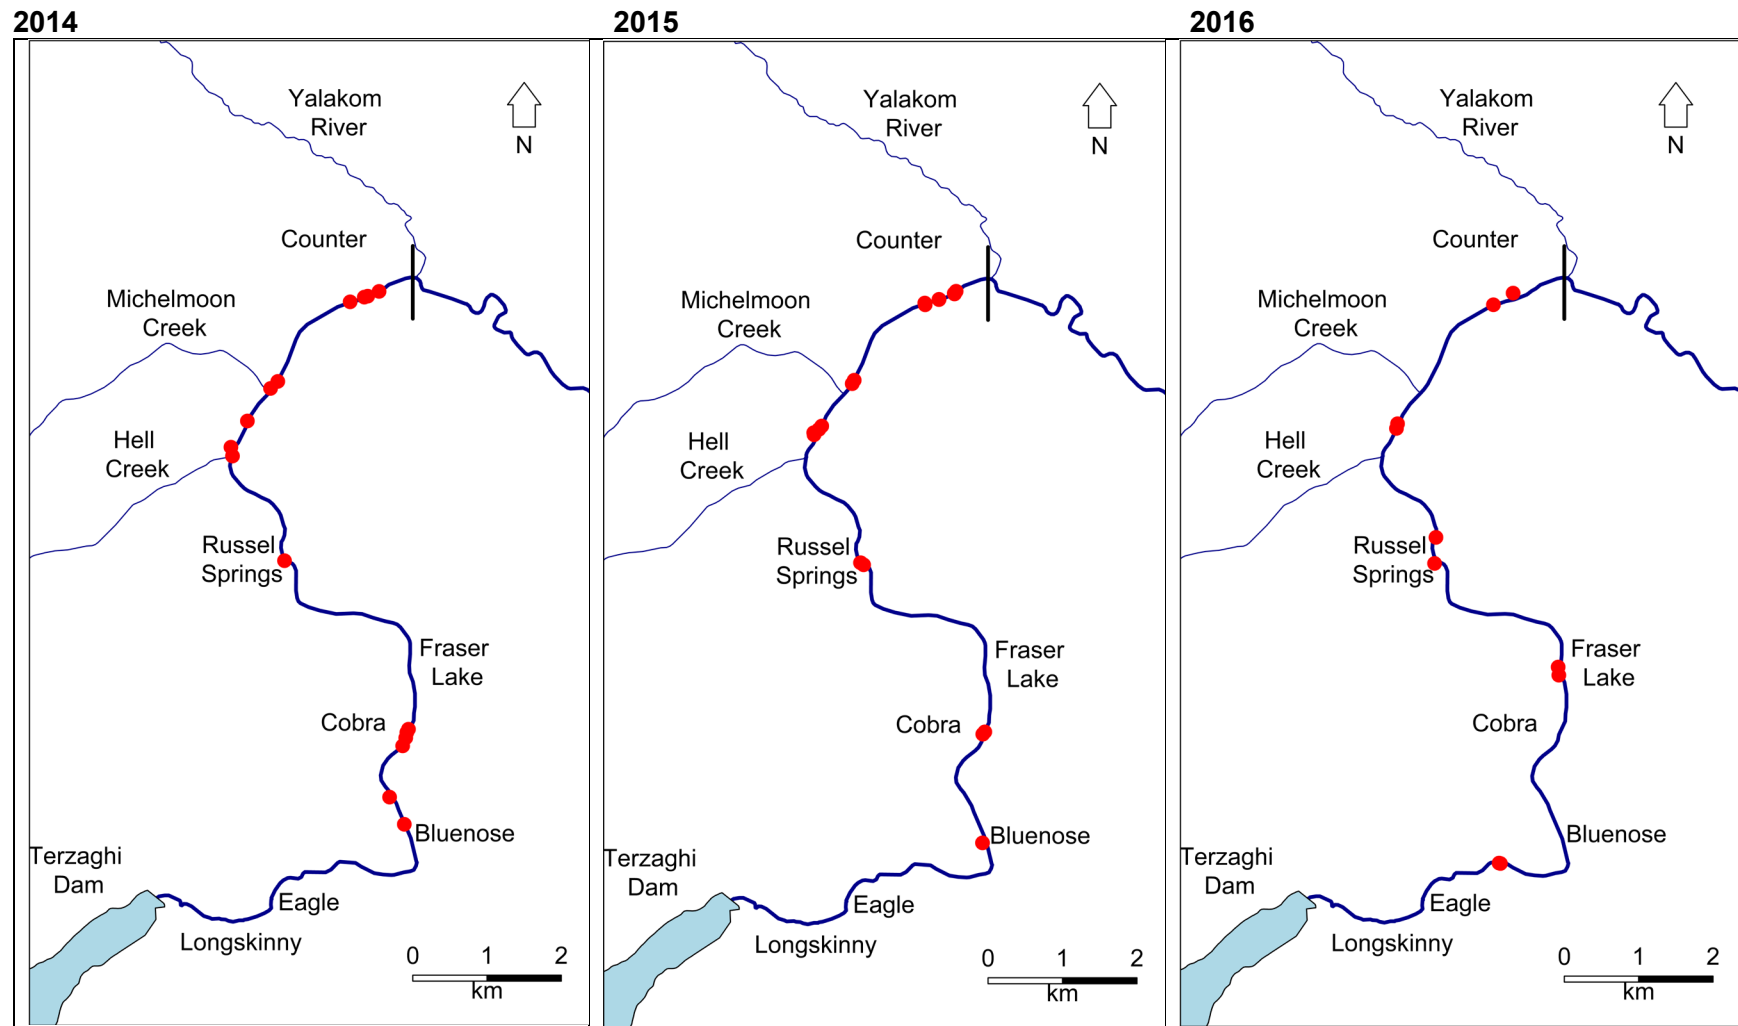 2014
Yalakom
River
N
Counter
Michelmoon
Creek
Hell
Creek
Russel
Springs
Fraser
Lake
Cobra
Bluenose
Terzaghi
Dam
Eagle
Longskinny
0 1 2
km
2015
Yalakom
River
N
Counter
Michelmoon
Creek
Hell
Creek
Russel
Springs
Fraser
Lake
Cobra
Bluenose
Terzaghi
Dam
Eagle
Longskinny
0 1 2
km
2016
Yalakom
River
N
Counter
Michelmoon
Creek
Hell
Creek
Russel
Springs
Fraser
Lake
Cobra
Bluenose
Terzaghi
Dam
Eagle
Longskinny
0 1 2
km